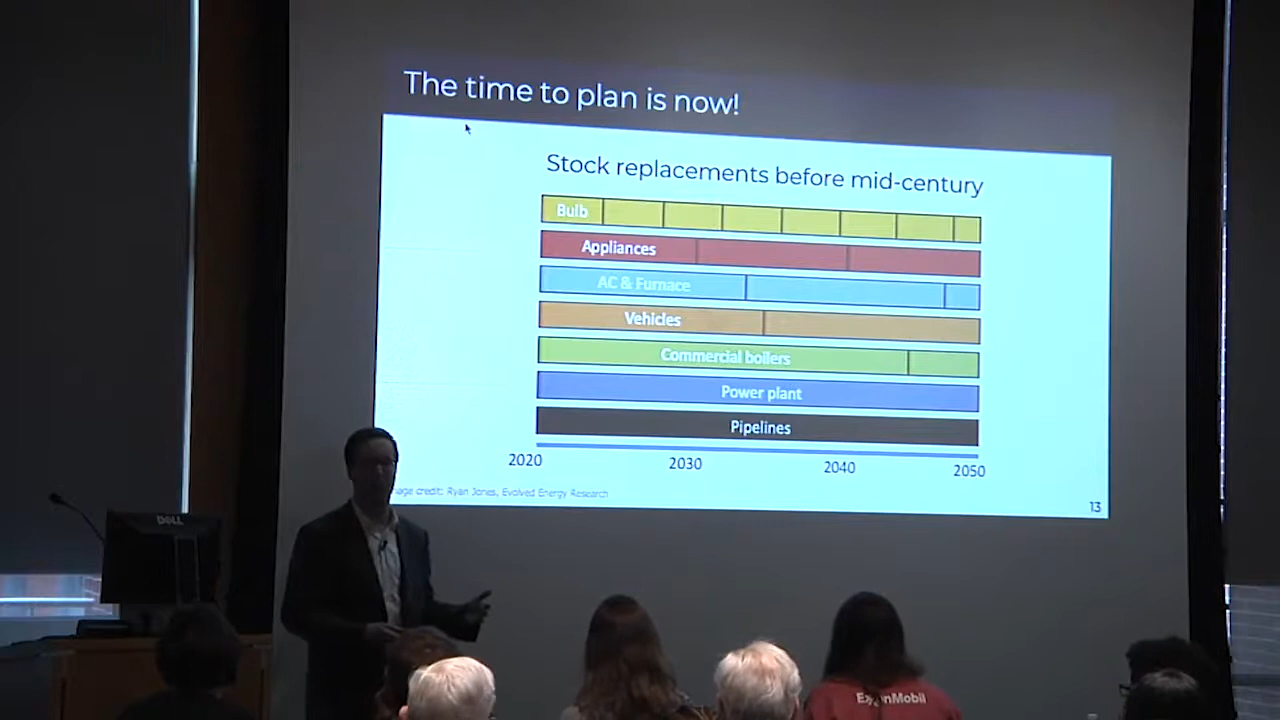 The time to plan is now!
Stock replacements before mid-century
Bulb
Appliances
AC & Furnace
Vehicles
Commercial boilers
Power plant
Pipelines
2020 2030 2040 2050
credit: Ryan Jones, Evolved Energy Research
13
DELL
ExxonMobil